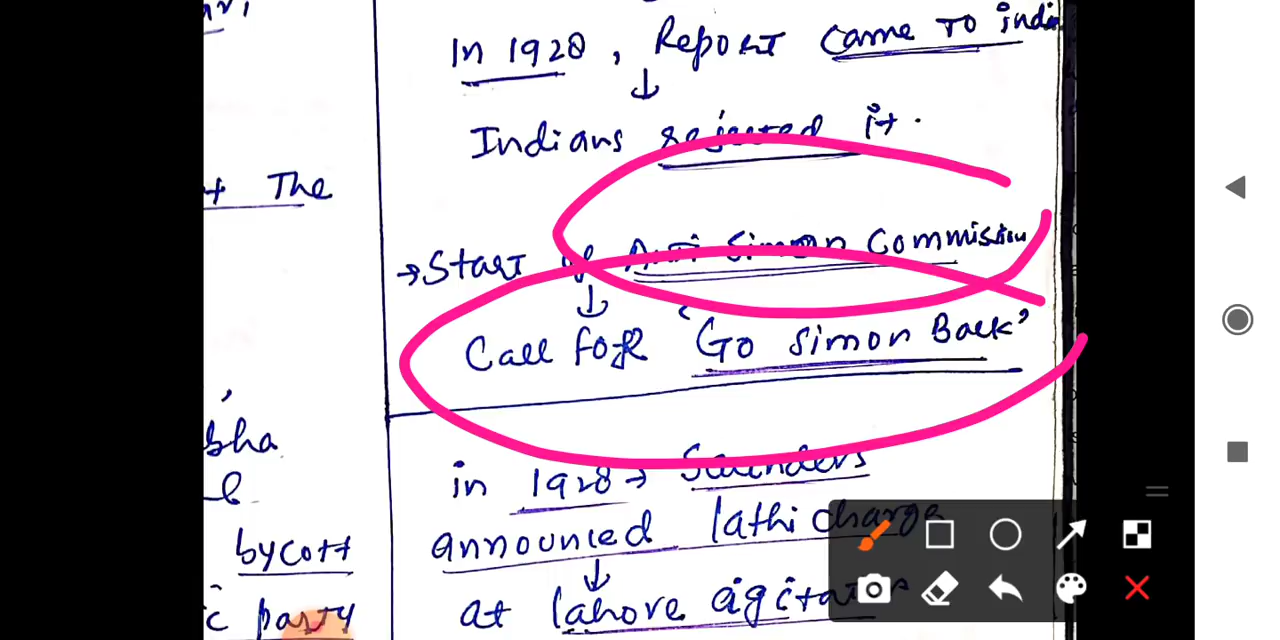 + The
bha
bycott
c party
In 1928, Report came to india
Indians rejected it.
→ Start of Anti Simon Commission
Call for 'Go Simon Back'
in 1928 → Saunders
announced lathi charge
at lahore